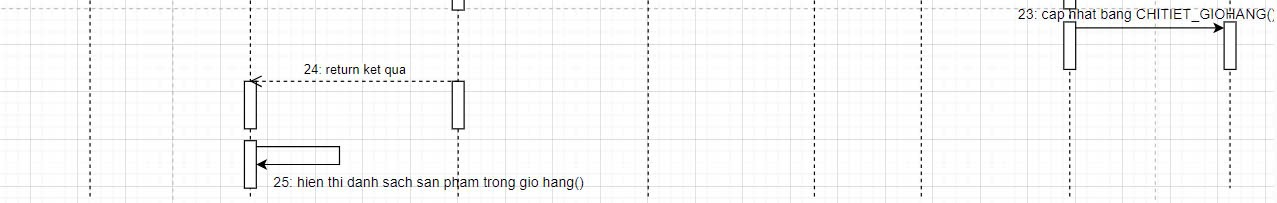 23: cap nhat bang CHITIET_GIOHANG()
24: return ket qua
25: hien thi danh sach san pham trong gio hang()